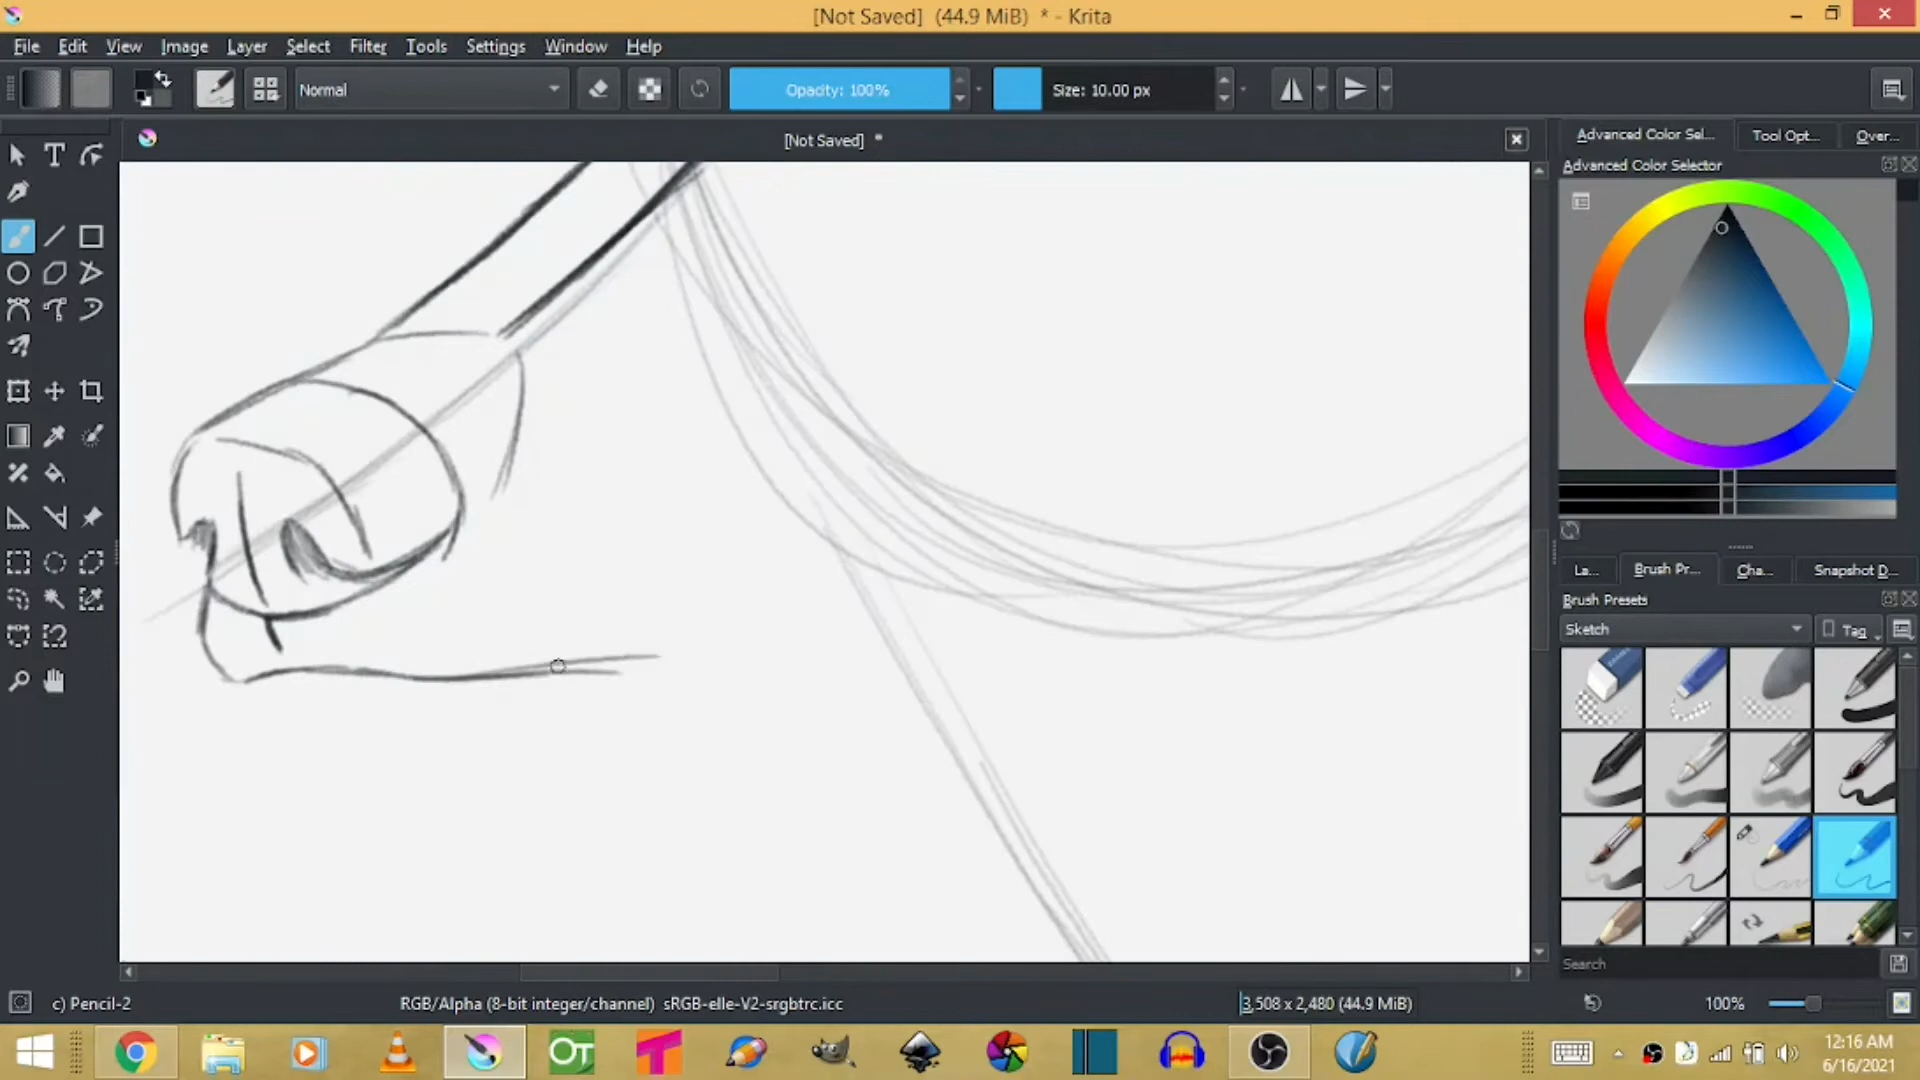 [Not Saved]  (44.9 MiB)  * - Krita
File Edit View Image Layer Select Filter Tools Settings Window Help
Normal
Opacity: 100%
Size: 10.00 px
[Not Saved]  *
Advanced Color Sel... Tool Opt... Over...
Advanced Color Selector
La... Brush Pr... Cha... Snapshot D...
Brush Presets
Sketch
Tag
Search
c) Pencil-2
RGB/Alpha (8-bit integer/channel)  sRGB-elle-V2-srgbtrc.icc
3,508 x 2,480 (44.9 MiB)
100%
OT
12:16 AM
6/16/2021